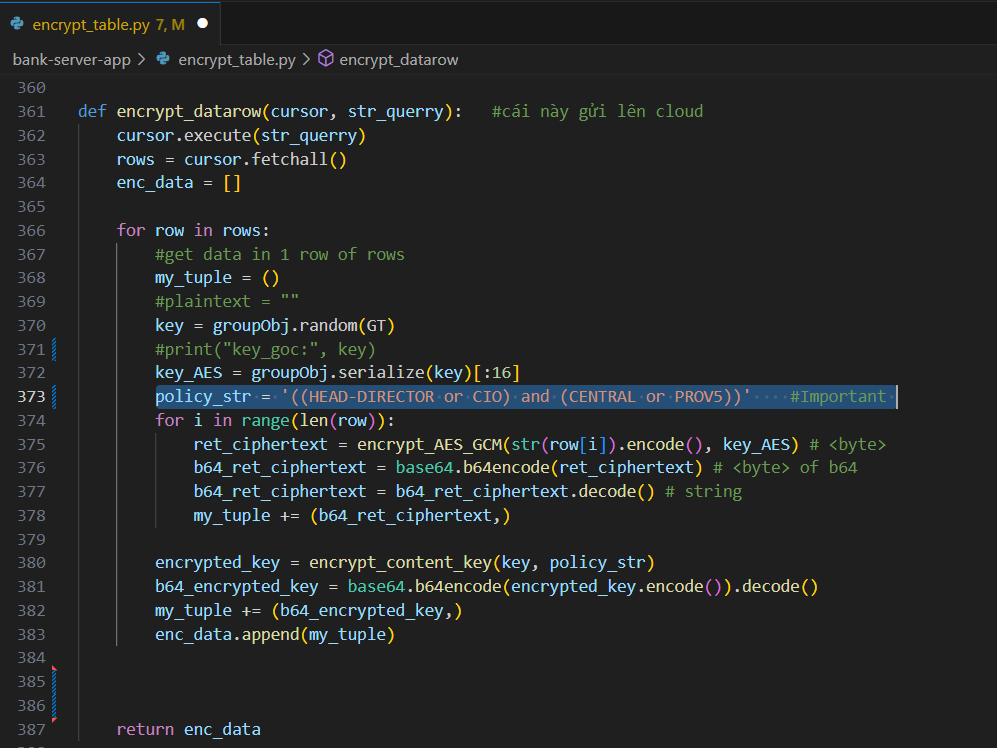 encrypt_table.py 7, M
bank-server-app > encrypt_table.py > encrypt_datarow
360
361 def encrypt_datarow(cursor, str_querry): #cái này gửi lên cloud
362 cursor.execute(str_querry)
363 rows = cursor.fetchall()
364 enc_data = []
365
366 for row in rows:
367 #get data in 1 row of rows
368 my_tuple = ()
369 #plaintext = ""
370 key = groupObj.random(GT)
371 #print("key_goc:", key)
372 key_AES = groupObj.serialize(key)[:16]
373 policy_str = '((HEAD-DIRECTOR or CIO) and (CENTRAL or PROV5))' #Important
374 for i in range(len(row)):
375 ret_ciphertext = encrypt_AES_GCM(str(row[i]).encode(), key_AES) # <byte>
376 b64_ret_ciphertext = base64.b64encode(ret_ciphertext) # <byte> of b64
377 b64_ret_ciphertext = b64_ret_ciphertext.decode() # string
378 my_tuple += (b64_ret_ciphertext,)
379
380 encrypted_key = encrypt_content_key(key, policy_str)
381 b64_encrypted_key = base64.b64encode(encrypted_key.encode()).decode()
382 my_tuple += (b64_encrypted_key,)
383 enc_data.append(my_tuple)
384
385
386
387 return enc_data